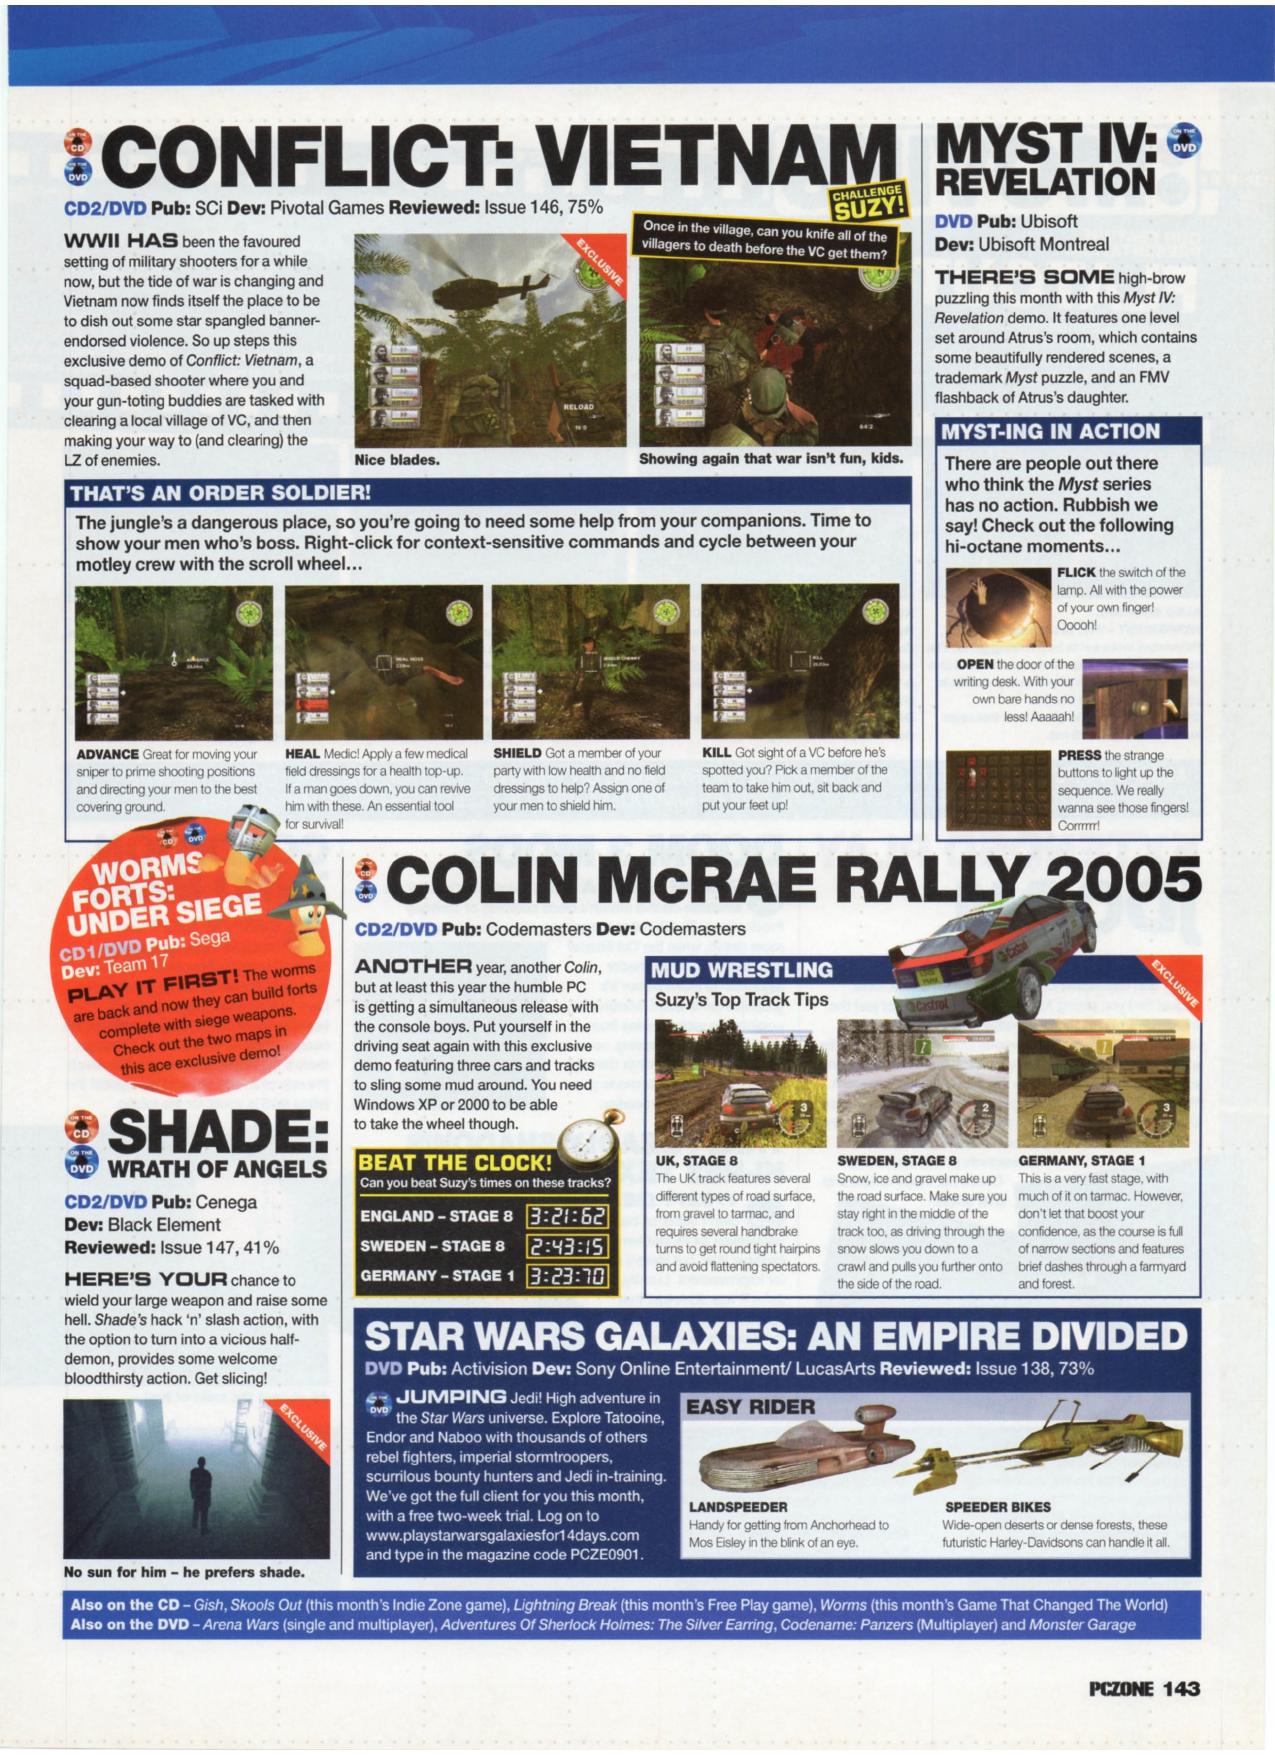 ON THE CD
ON THE DVD
CONFLICT: VIETNAM
CD2/DVD Pub: SCi Dev: Pivotal Games Reviewed: Issue 146, 75%
WWII HAS been the favoured
setting of military shooters for a while
now, but the tide of war is changing and
Vietnam now finds itself the place to be
to dish out some star spangled banner-
endorsed violence. So up steps this
exclusive demo of Conflict: Vietnam, a
squad-based shooter where you and
your gun-toting buddies are tasked with
clearing a local village of VC, and then
making your way to (and clearing) the
LZ of enemies.
EXCLUSIVE
RELOAD
Nice blades.
CHALLENGE
SUZY!
Once in the village, can you knife all of the
villagers to death before the VC get them?
Showing again that war isn't fun, kids.
THAT'S AN ORDER SOLDIER!
The jungle's a dangerous place, so you're going to need some help from your companions. Time to
show your men who's boss. Right-click for context-sensitive commands and cycle between your
motley crew with the scroll wheel...
ADVANCE Great for moving your
sniper to prime shooting positions
and directing your men to the best
covering ground.
HEAL Medic! Apply a few medical
field dressings for a health top-up.
If a man goes down, you can revive
him with these. An essential tool
for survival!
SHIELD Got a member of your
party with low health and no field
dressings to help? Assign one of
your men to shield him.
KILL Got sight of a VC before he's
spotted you? Pick a member of the
team to take him out, sit back and
put your feet up!
MYST IV:
REVELATION
ON THE DVD
DVD Pub: Ubisoft
Dev: Ubisoft Montreal
THERE'S SOME high-brow
puzzling this month with this Myst IV:
Revelation demo. It features one level
set around Atrus's room, which contains
some beautifully rendered scenes, a
trademark Myst puzzle, and an FMV
flashback of Atrus's daughter.
MYST-ING IN ACTION
There are people out there
who think the Myst series
has no action. Rubbish we
say! Check out the following
hi-octane moments...
FLICK the switch of the
lamp. All with the power
of your own finger!
Ooooh!
OPEN the door of the
writing desk. With your
own bare hands no
less! Aaaaah!
PRESS the strange
buttons to light up the
sequence. We really
wanna see those fingers!
Corrrrr!
CD
DVD
WORMS
FORTS:
UNDER SIEGE
CD1/DVD Pub: Sega
Dev: Team 17
PLAY IT FIRST! The worms
are back and now they can build forts
complete with siege weapons.
Check out the two maps in
this ace exclusive demo!
ON THE CD
ON THE DVD
SHADE:
WRATH OF ANGELS
CD2/DVD Pub: Cenega
Dev: Black Element
Reviewed: Issue 147, 41%
HERE'S YOUR chance to
wield your large weapon and raise some
hell. Shade's hack 'n' slash action, with
the option to turn into a vicious half-
demon, provides some welcome
bloodthirsty action. Get slicing!
EXCLUSIVE
No sun for him – he prefers shade.
CD
DVD
COLIN McRAE RALLY 2005
CD2/DVD Pub: Codemasters Dev: Codemasters
ANOTHER year, another Colin,
but at least this year the humble PC
is getting a simultaneous release with
the console boys. Put yourself in the
driving seat again with this exclusive
demo featuring three cars and tracks
to sling some mud around. You need
Windows XP or 2000 to be able
to take the wheel though.
BEAT THE CLOCK!
Can you beat Suzy's times on these tracks?
ENGLAND – STAGE 8 3:21:62
SWEDEN – STAGE 8 2:43:15
GERMANY – STAGE 1 3:23:70
MUD WRESTLING
Castrol
Castrol
EXCLUSIVE
Suzy's Top Track Tips
UK, STAGE 8
The UK track features several
different types of road surface,
from gravel to tarmac, and
requires several handbrake
turns to get round tight hairpins
and avoid flattening spectators.
SWEDEN, STAGE 8
Snow, ice and gravel make up
the road surface. Make sure you
stay right in the middle of the
track too, as driving through the
snow slows you down to a
crawl and pulls you further onto
the side of the road.
GERMANY, STAGE 1
This is a very fast stage, with
much of it on tarmac. However,
don't let that boost your
confidence, as the course is full
of narrow sections and features
brief dashes through a farmyard
and forest.
STAR WARS GALAXIES: AN EMPIRE DIVIDED
DVD Pub: Activision Dev: Sony Online Entertainment/ LucasArts Reviewed: Issue 138, 73%
ON THE DVD
JUMPING Jedi! High adventure in
the Star Wars universe. Explore Tatooine,
Endor and Naboo with thousands of others
rebel fighters, imperial stormtroopers,
scurrilous bounty hunters and Jedi in-training.
We've got the full client for you this month,
with a free two-week trial. Log on to
www.playstarwarsgalaxiesfor14days.com
and type in the magazine code PCZE0901.
EASY RIDER
LANDSPEEDER
Handy for getting from Anchorhead to
Mos Eisley in the blink of an eye.
SPEEDER BIKES
Wide-open deserts or dense forests, these
futuristic Harley-Davidsons can handle it all.
Also on the CD – Gish, Skools Out (this month's Indie Zone game), Lightning Break (this month's Free Play game), Worms (this month's Game That Changed The World)
Also on the DVD – Arena Wars (single and multiplayer), Adventures Of Sherlock Holmes: The Silver Earring, Codename: Panzers (Multiplayer) and Monster Garage
PCZONE 143